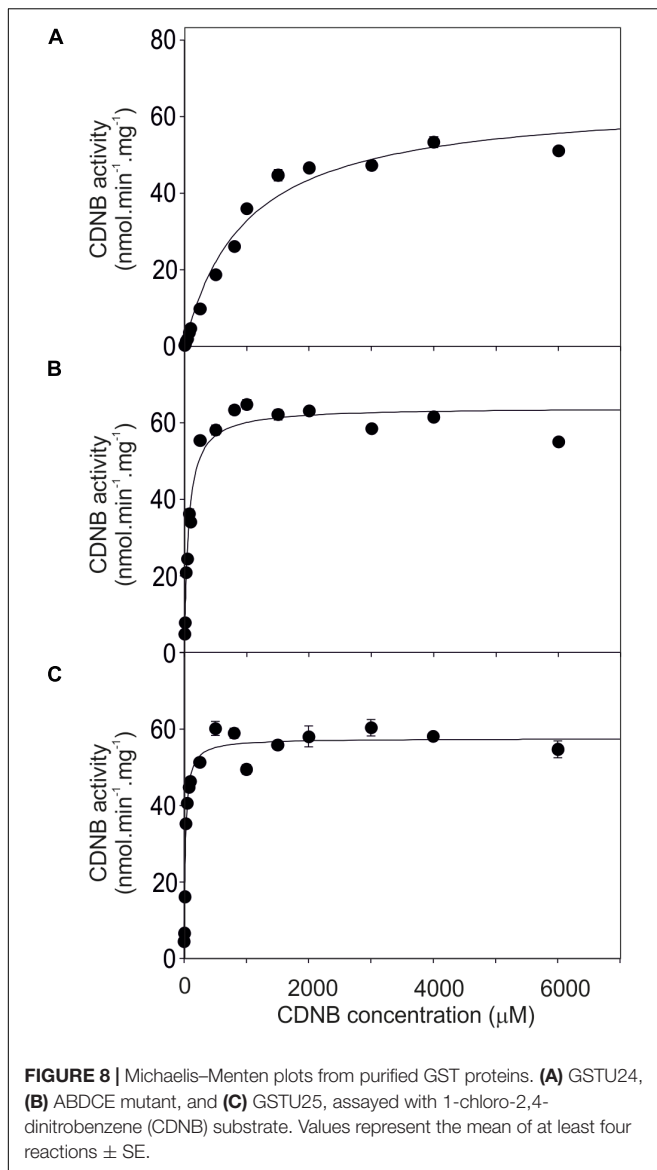 A
80
60
40
20
0
CDNB activity
(nmol.min-1.mg-1)
B
60
40
20
0
CDNB activity
(nmol.min-1.mg-1)
C
60
40
20
0
CDNB activity
(nmol.min-1.mg-1)
0 2000 4000 6000
CDNB concentration (µM)
FIGURE 8 | Michaelis–Menten plots from purified GST proteins. (A) GSTU24,
(B) ABDCE mutant, and (C) GSTU25, assayed with 1-chloro-2,4-
dinitrobenzene (CDNB) substrate. Values represent the mean of at least four
reactions ± SE.